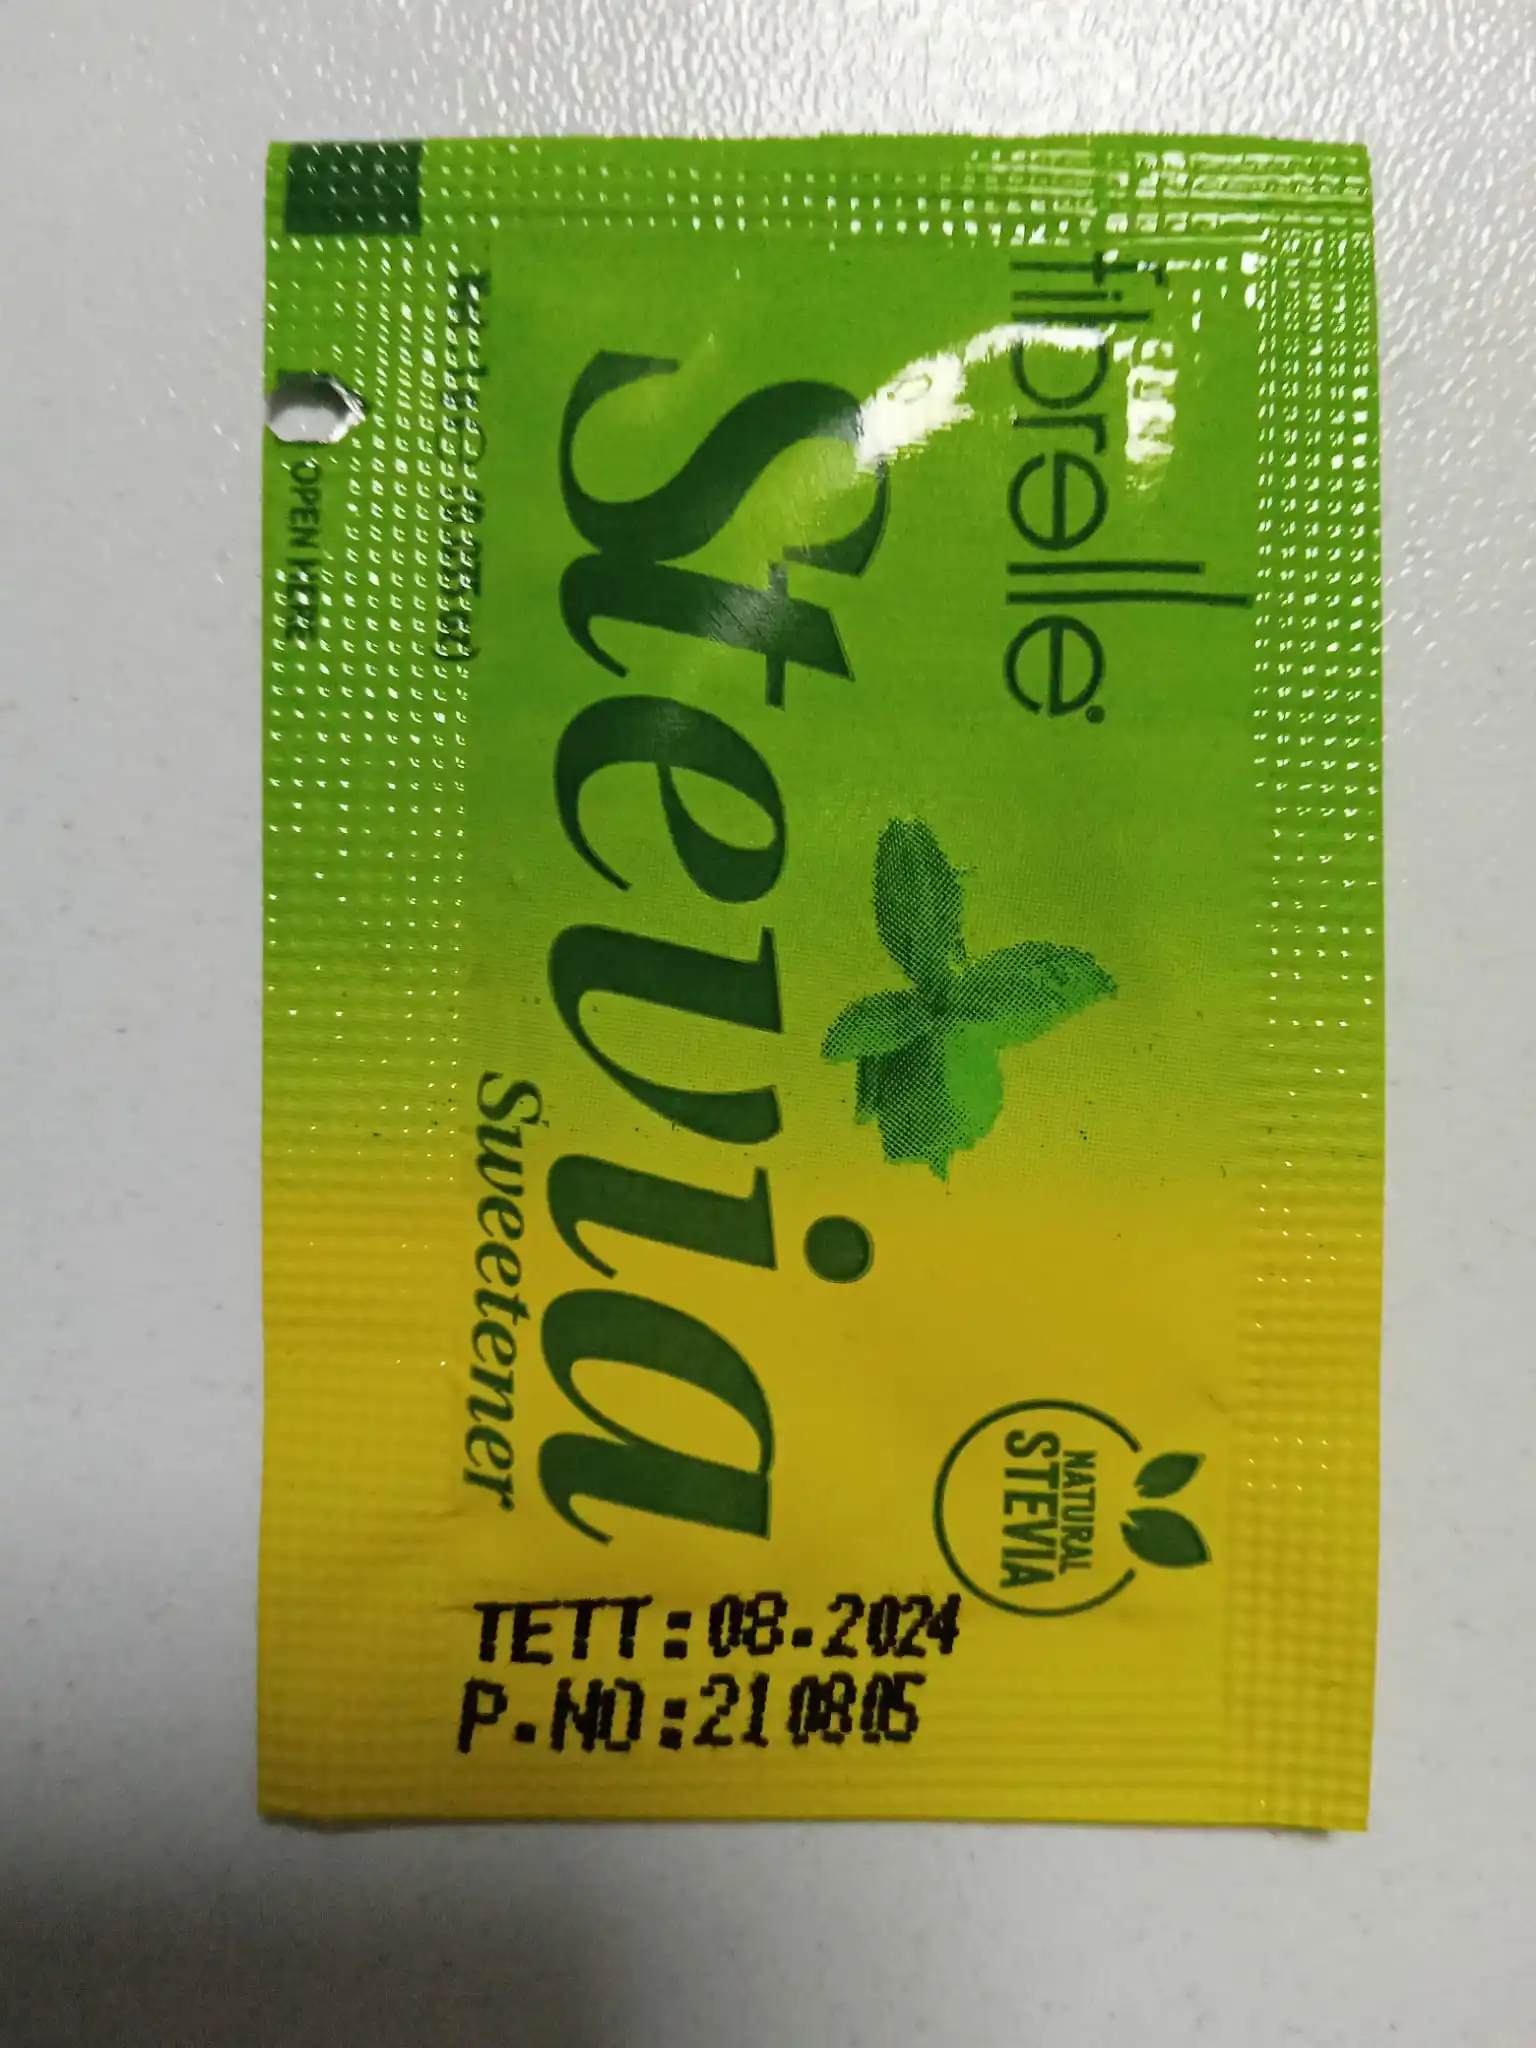 fibrelle
Stevia
Sweetener
NATURAL
STEVIA
OPEN HERE
TETT:08.2024
P.NO:210805